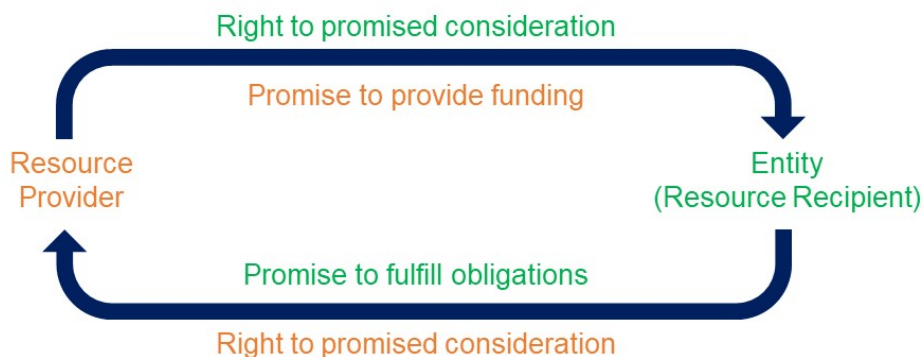 Right to promised consideration
Promise to provide funding
Resource
Provider
Entity
(Resource Recipient)
Promise to fulfill obligations
Right to promised consideration